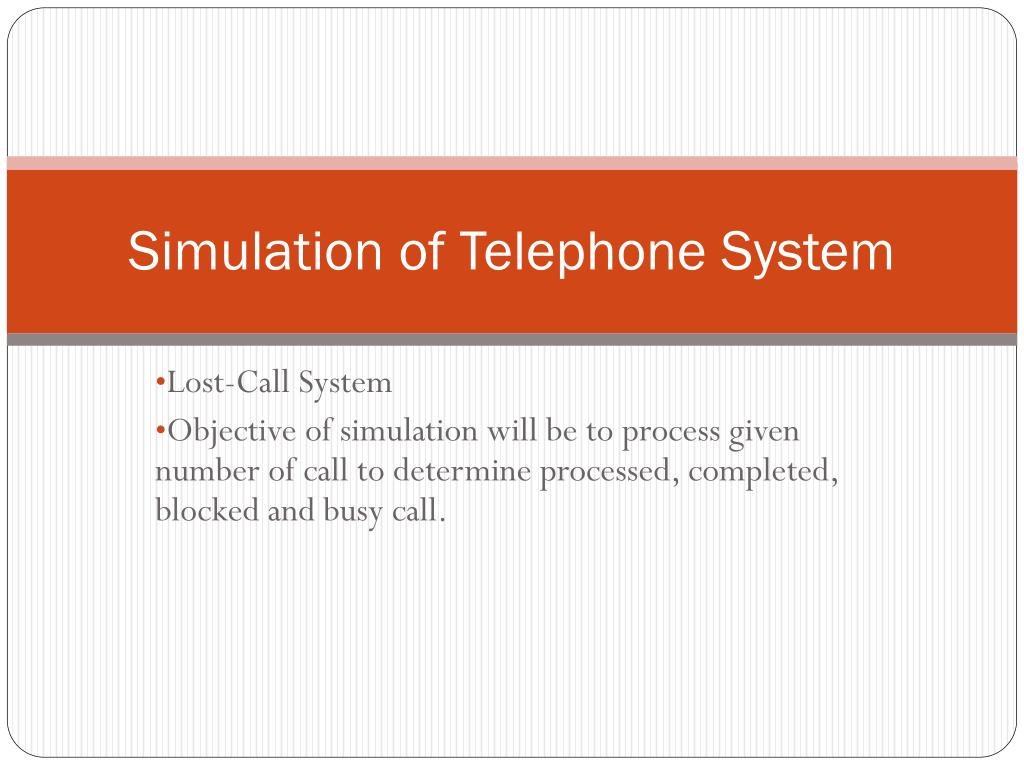 Simulation of Telephone System
•Lost-Call System
•Objective of simulation will be to process given
number of call to determine processed, completed,
blocked and busy call.